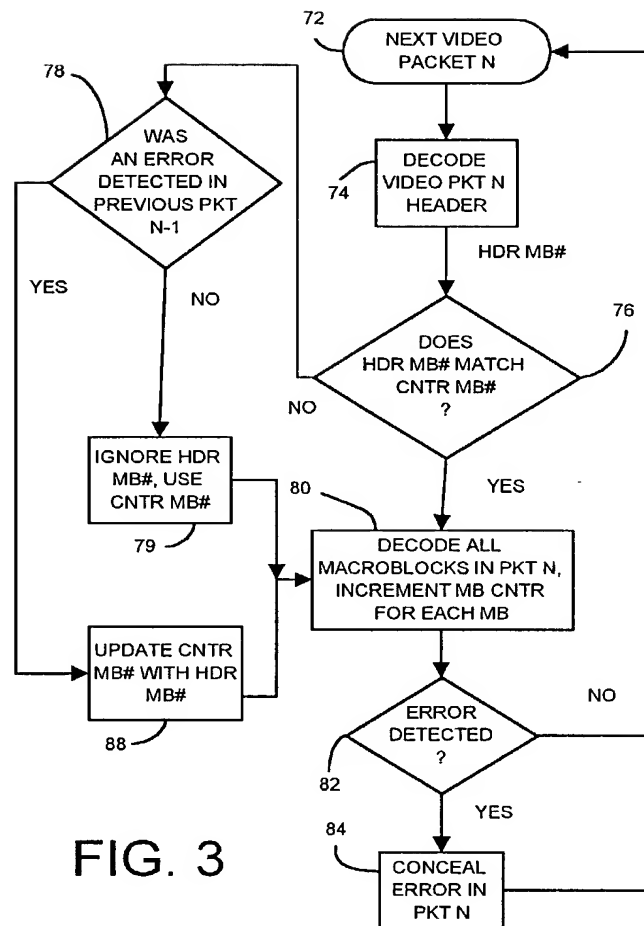 72
NEXT VIDEO
PACKET N
78
WAS
AN ERROR
DETECTED IN
PREVIOUS PKT
N-1
74
DECODE
VIDEO PKT N
HEADER
HDR MB#
YES
NO
76
DOES
HDR MB# MATCH
CNTR MB#
?
NO
YES
IGNORE HDR
MB#, USE
CNTR MB#
79
80
DECODE ALL
MACROBLOCKS IN PKT N,
INCREMENT MB CNTR
FOR EACH MB
UPDATE CNTR
MB# WITH HDR
MB#
88
ERROR
DETECTED
?
82
NO
YES
84
CONCEAL
ERROR IN
PKT N
FIG. 3